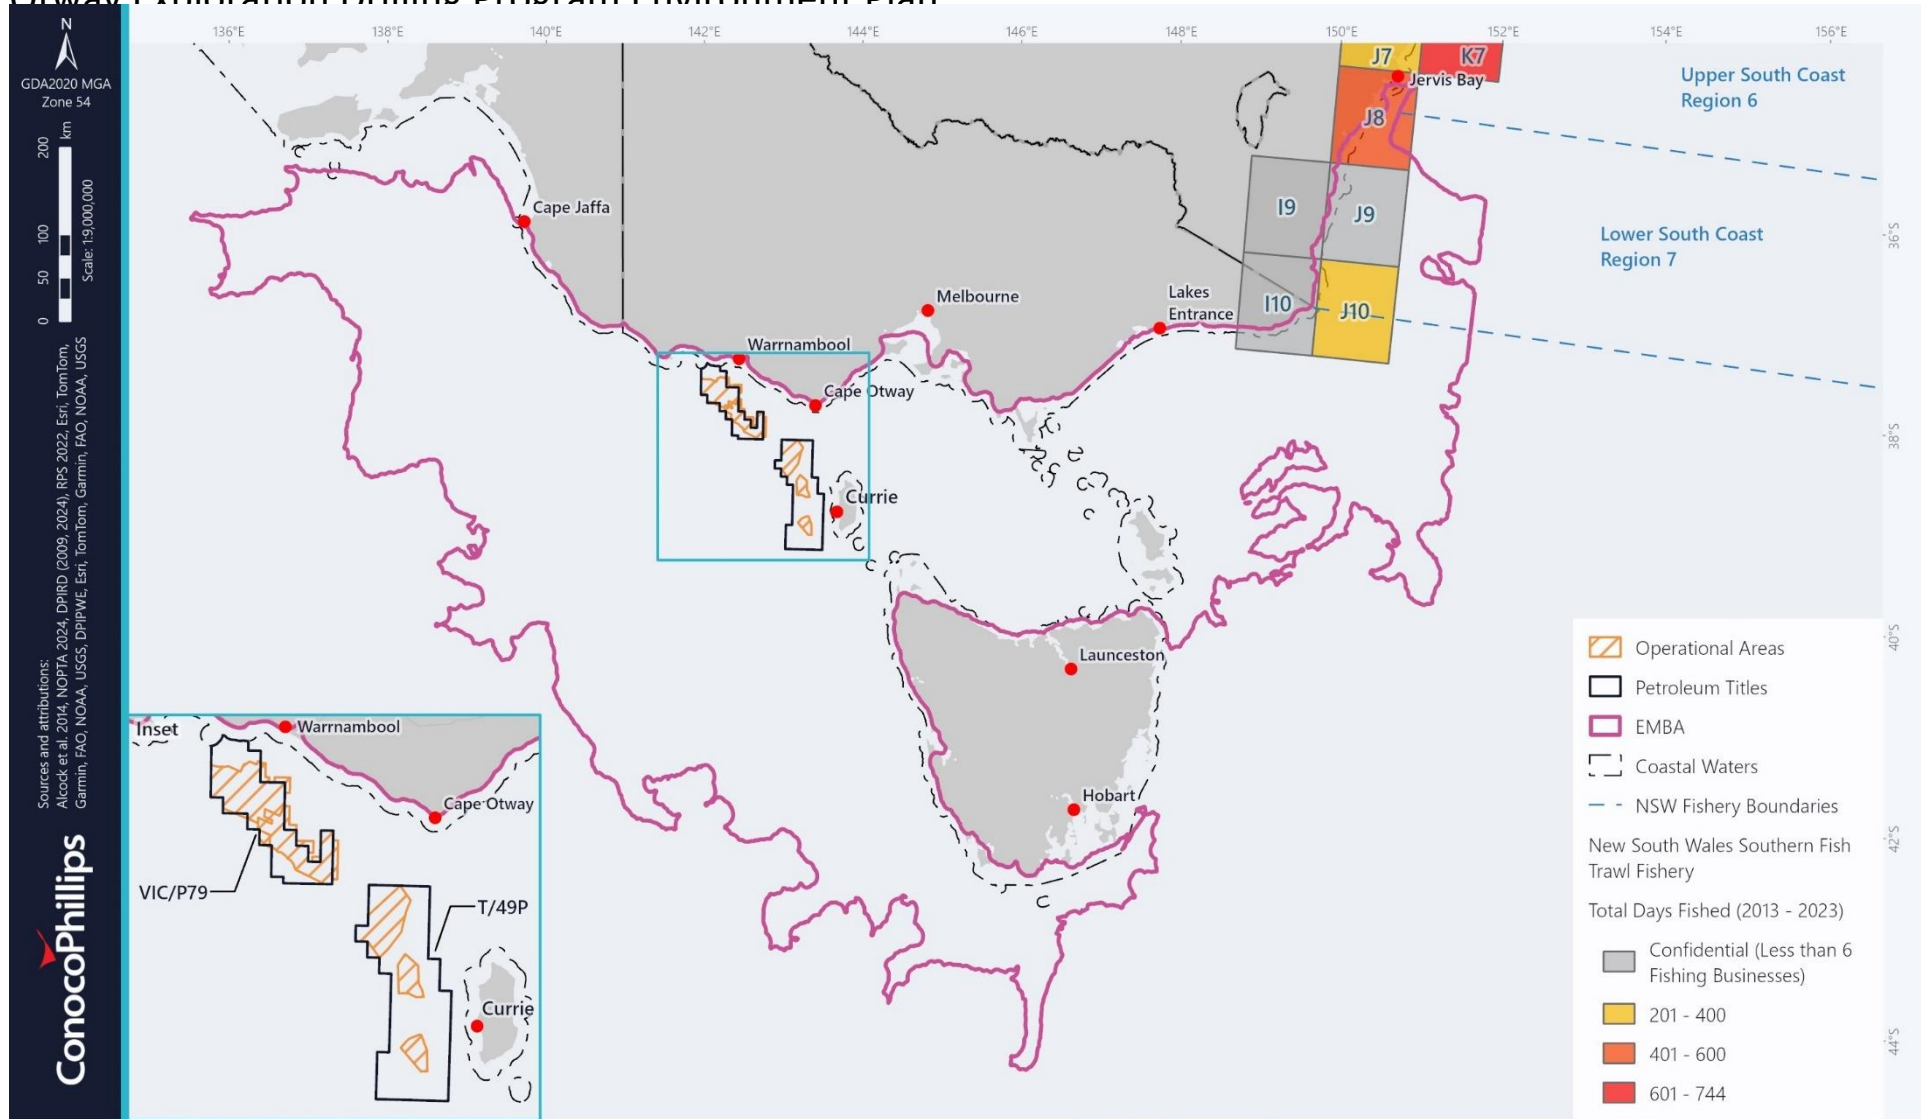 Otway Exploration Drilling Program Environment Plan
N
GDA2020 MGA
Zone 54
0 50 100 200
km
Scale: 1:9,000,000
Sources and attributions:
Alcock et al. 2014, NOPTA 2024, DPIRD (2009, 2024), RPS 2022, Esri, TomTom,
Garmin, FAO, NOAA, USGS, DPIPWE, Esri, TomTom, Garmin, FAO, NOAA, USGS
ConocoPhillips
136°E 138°E 140°E 142°E 144°E 146°E 148°E 150°E 152°E 154°E 156°E
J7
K7
Jervis Bay
J8
Upper South Coast
Region 6
I9
J9
Cape Jaffa
Lower South Coast
Region 7
36°S
Melbourne
Lakes
Entrance
I10
J10
Warrnambool
Cape Otway
38°S
Currie
40°S
Launceston
Hobart
42°S
44°S
Inset
Warrnambool
Cape Otway
VIC/P79
T/49P
Currie
Operational Areas
Petroleum Titles
EMBA
Coastal Waters
NSW Fishery Boundaries
New South Wales Southern Fish
Trawl Fishery
Total Days Fished (2013 - 2023)
Confidential (Less than 6
Fishing Businesses)
201 - 400
401 - 600
601 - 744